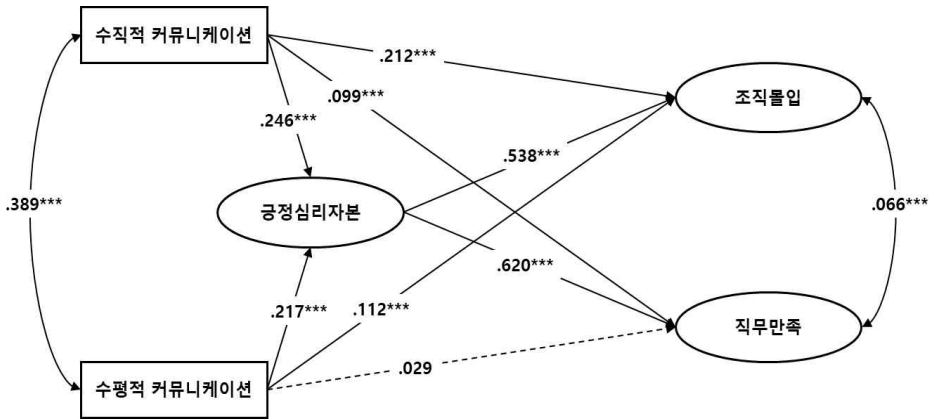 수직적 커뮤니케이션
.212***
.099***
조직몰입
.246***
.538***
.389***
긍정심리자본
.066***
.620***
.217***
.112***
직무만족
.029
수평적 커뮤니케이션